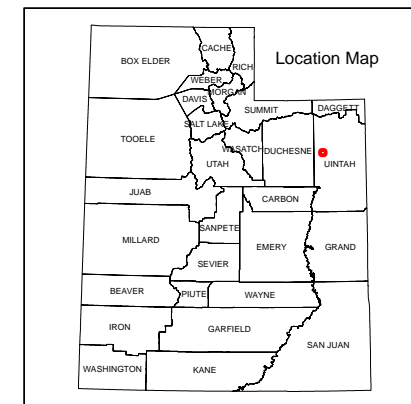 Location Map
BOX ELDER
CACHE
RICH
WEBER
MORGAN
DAVIS
SUMMIT
DAGGETT
SALT LAKE
TOOELE
WASATCH
DUCHESNE
UTAH
UINTAH
JUAB
CARBON
SANPETE
MILLARD
EMERY
GRAND
SEVIER
BEAVER
PIUTE
WAYNE
IRON
GARFIELD
SAN JUAN
WASHINGTON
KANE